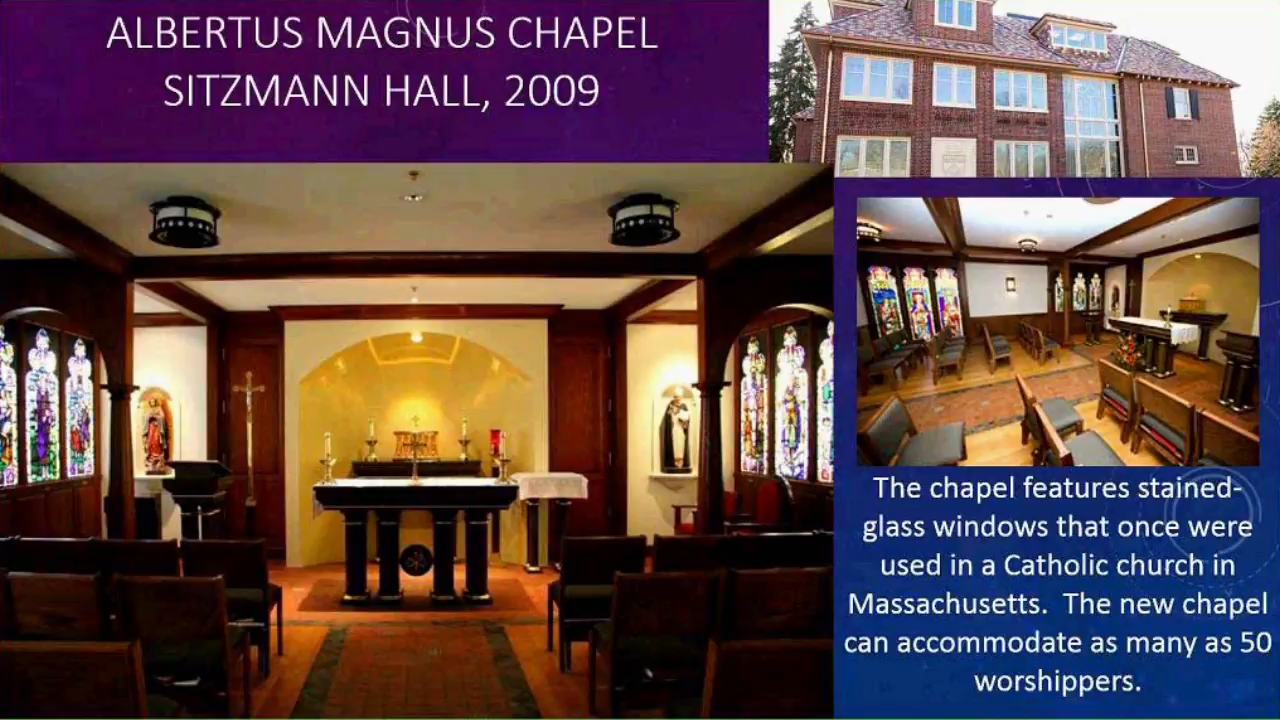 ALBERTUS MAGNUS CHAPEL
SITZMANN HALL, 2009
The chapel features stained-
glass windows that once were
used in a Catholic church in
Massachusetts.  The new chapel
can accommodate as many as 50
worshippers.